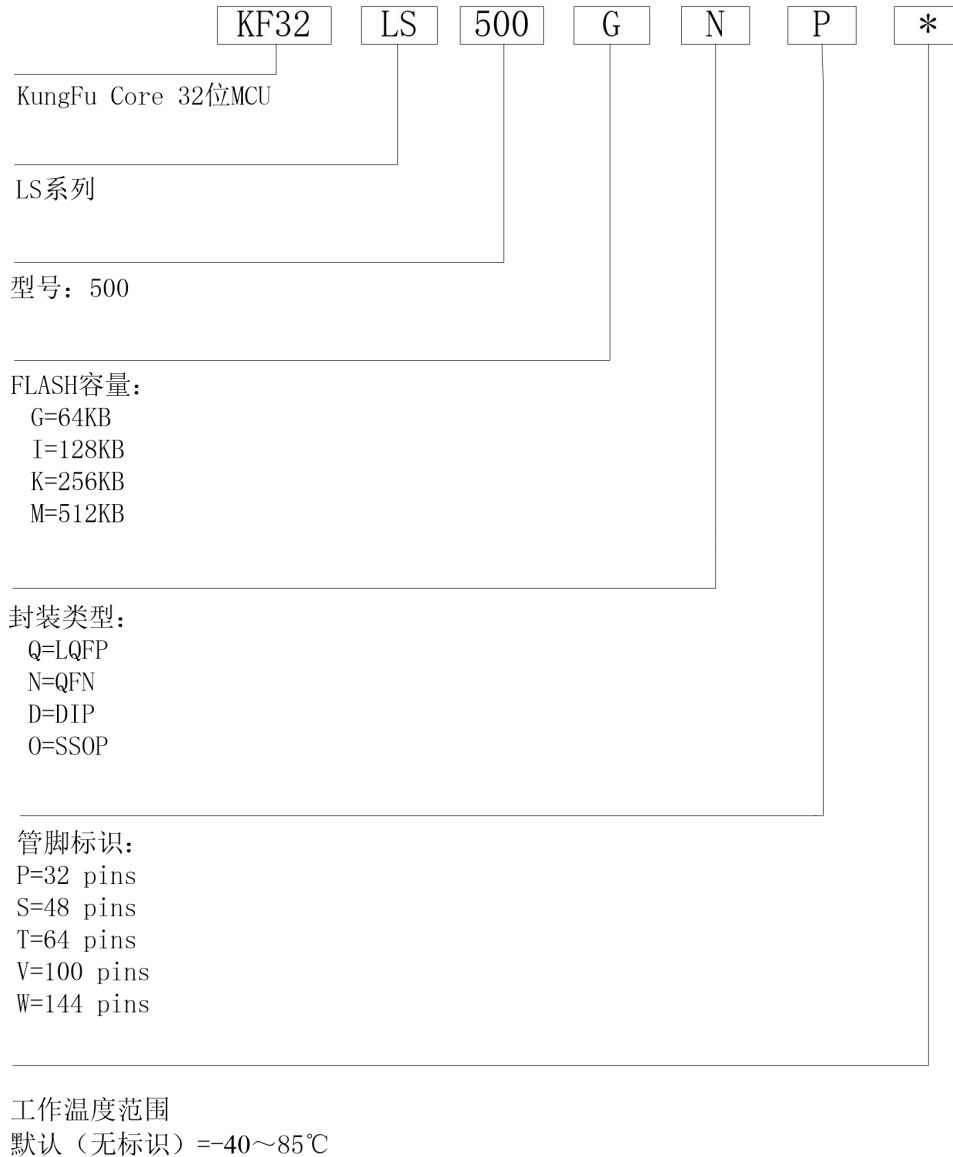 KF32 LS 500 G N P *
KungFu Core 32位MCU
LS系列
型号：500
FLASH容量：
G=64KB
I=128KB
K=256KB
M=512KB
封装类型：
Q=LQFP
N=QFN
D=DIP
O=SSOP
管脚标识：
P=32 pins
S=48 pins
T=64 pins
V=100 pins
W=144 pins
工作温度范围
默认（无标识）=-40～85℃